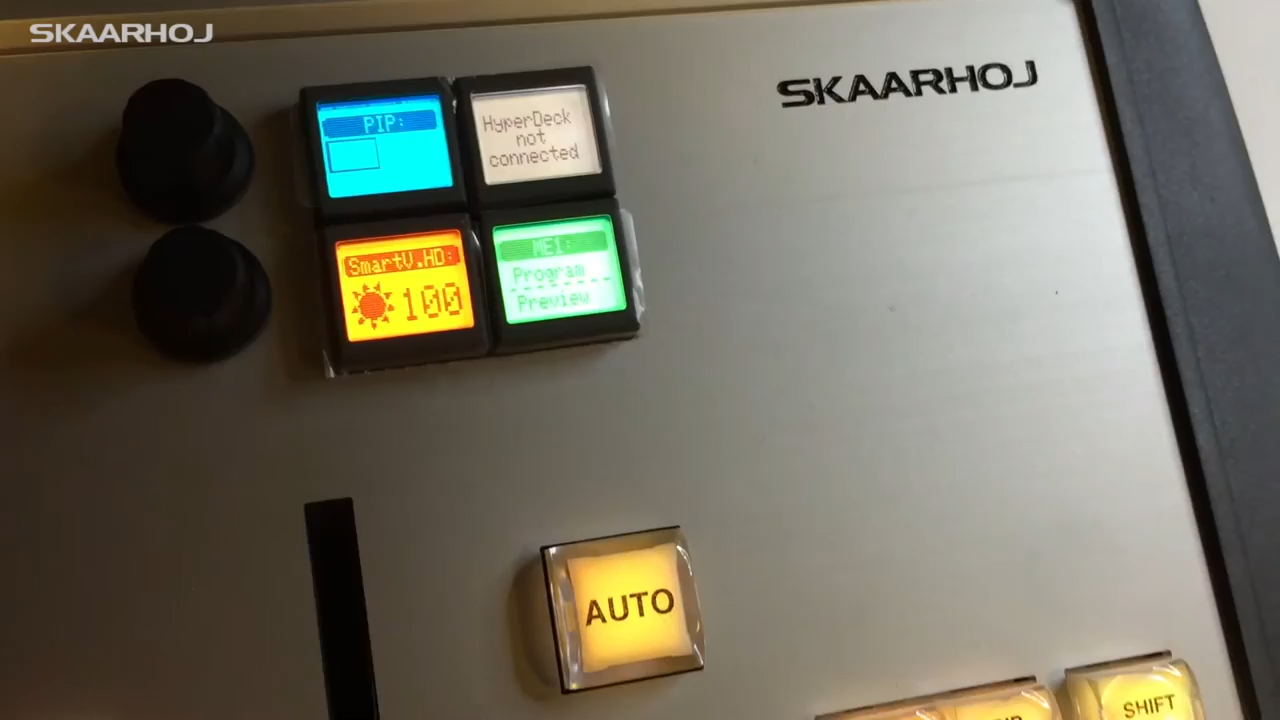 SKAARHOJ
SKAARHOJ
PIP:
HyperDeck
not
connected
SmartV.HD:
100
ME1:
Program
Preview
AUTO
SHIFT